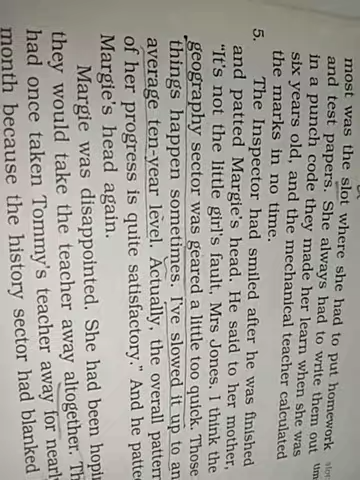 most was the slot where she had to put homework
and test papers. She always had to write them out
in a punch code they made her learn when she was
six years old, and the mechanical teacher calculated
the marks in no time.
5. The Inspector had smiled after he was finished
and patted Margie's head. He said to her mother,
“It's not the little girl's fault, Mrs Jones. I think the
geography sector was geared a little too quick. Those
things happen sometimes. I've slowed it up to an
average ten-year level. Actually, the overall pattern
of her progress is quite satisfactory.” And he patted
Margie's head again.
Margie was disappointed. She had been hopin
they would take the teacher away altogether. Th
had once taken Tommy's teacher away for nearl
month because the history sector had blanked